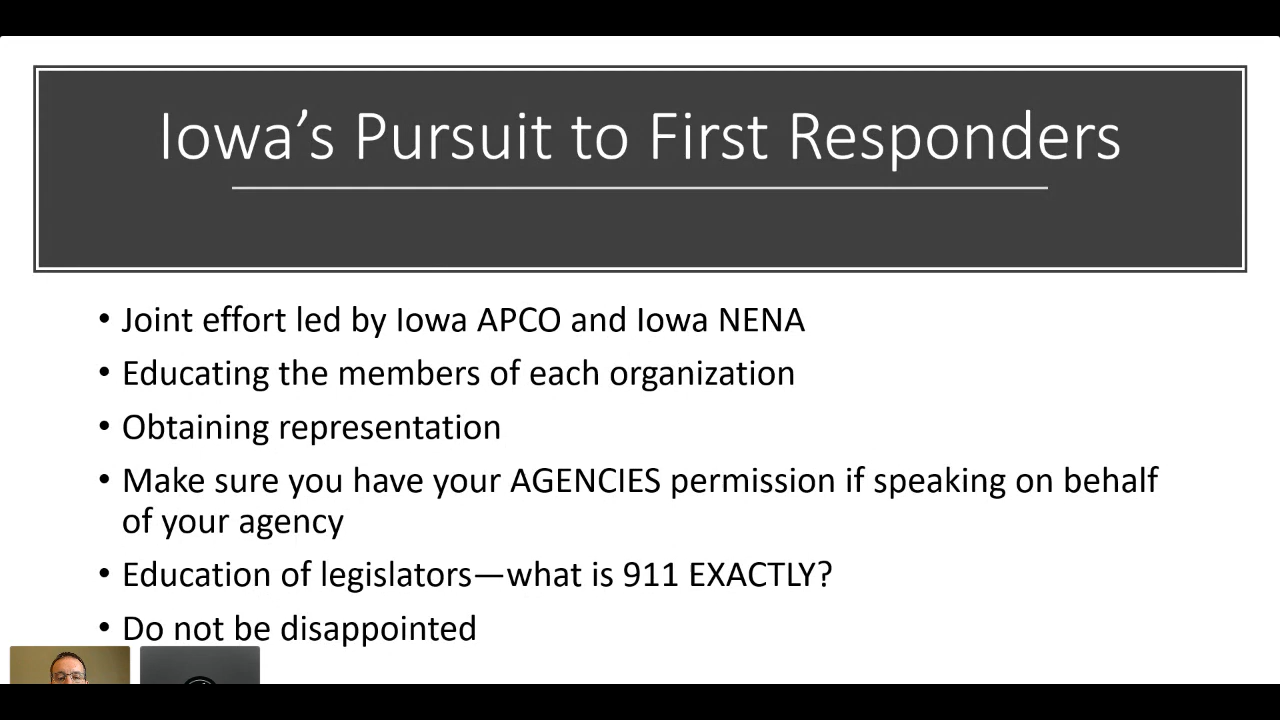 Iowa’s Pursuit to First Responders
• Joint effort led by Iowa APCO and Iowa NENA
• Educating the members of each organization
• Obtaining representation
• Make sure you have your AGENCIES permission if speaking on behalf
of your agency
• Education of legislators—what is 911 EXACTLY?
• Do not be disappointed